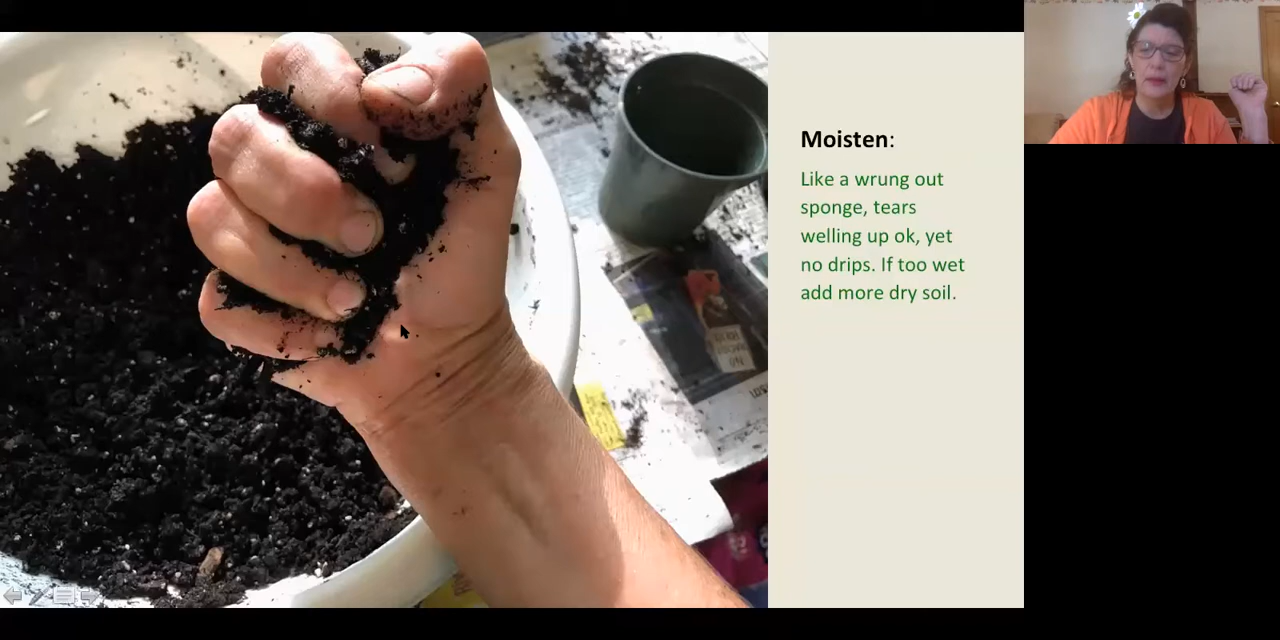 Moisten:
Like a wrung out
sponge, tears
welling up ok, yet
no drips. If too wet
add more dry soil.